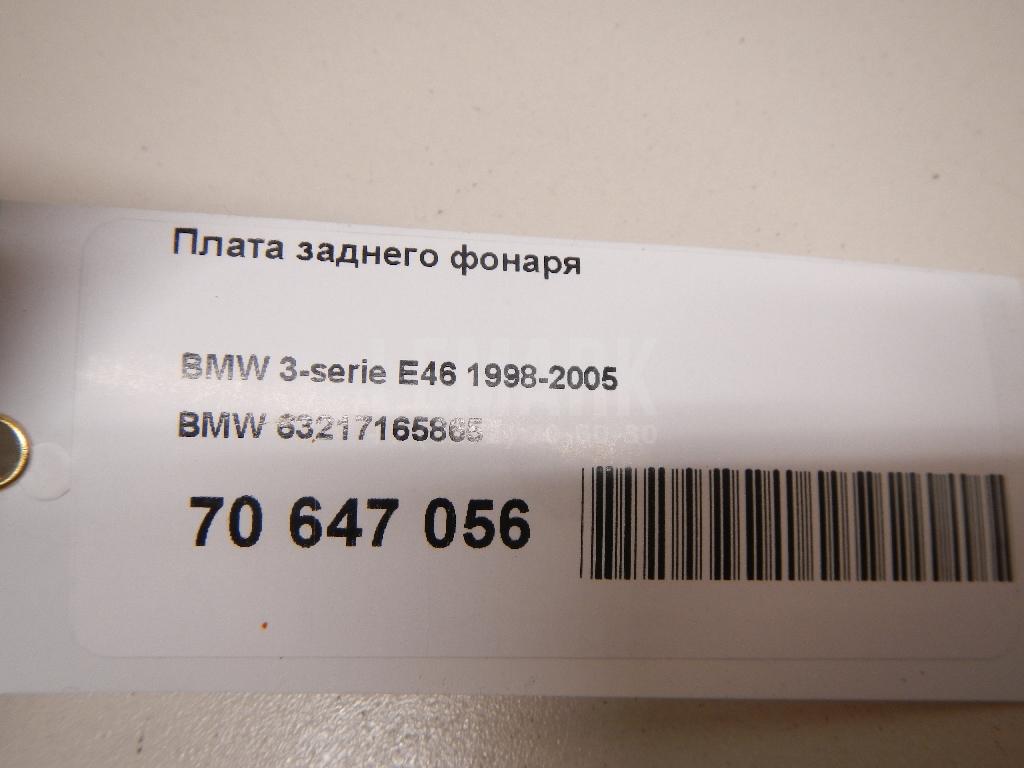 Плата заднего фонаря
BMW 3-serie E46 1998-2005
BMW 63217165865
70 647 056